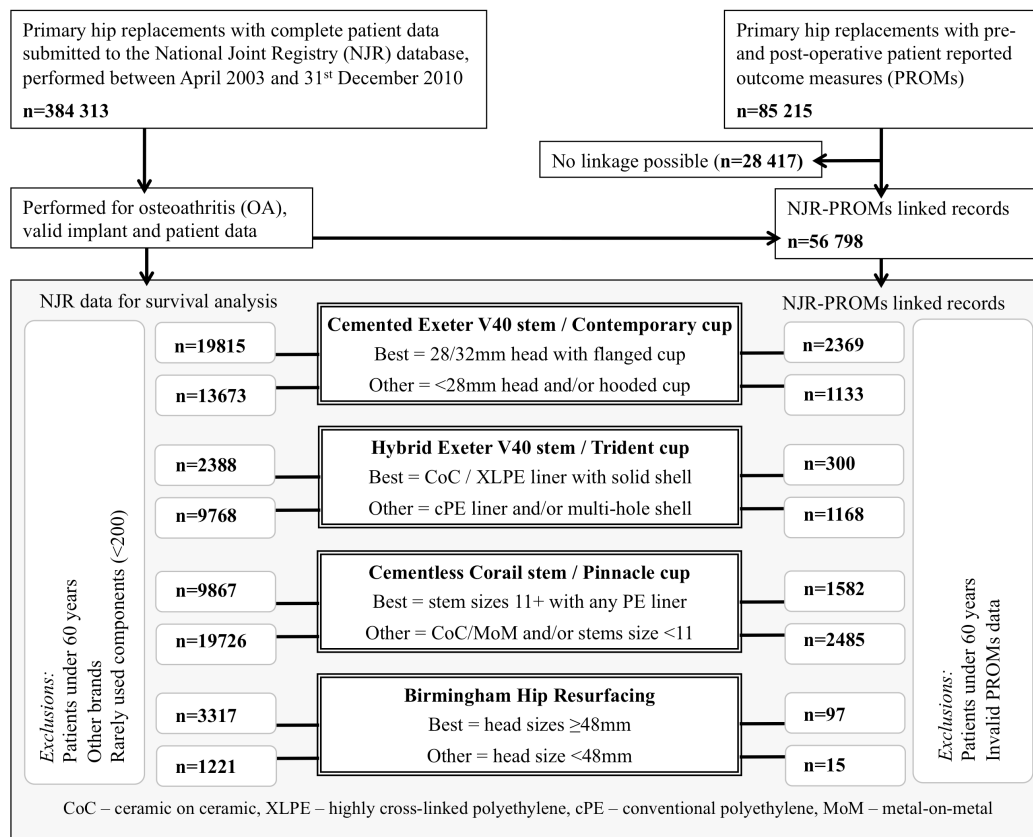 Primary hip replacements with complete patient data
submitted to the National Joint Registry (NJR) database,
performed between April 2003 and 31st December 2010
n=384 313
Primary hip replacements with pre-
and post-operative patient reported
outcome measures (PROMs)
n=85 215
No linkage possible (n=28 417)
Performed for osteoathritis (OA),
valid implant and patient data
NJR-PROMs linked records
n=56 798
NJR data for survival analysis
NJR-PROMs linked records
Exclusions:
Patients under 60 years
Other brands
Rarely used components (<200)
n=19815
n=13673
Cemented Exeter V40 stem / Contemporary cup
Best = 28/32mm head with flanged cup
Other = <28mm head and/or hooded cup
n=2369
n=1133
n=2388
n=9768
Hybrid Exeter V40 stem / Trident cup
Best = CoC / XLPE liner with solid shell
Other = cPE liner and/or multi-hole shell
n=300
n=1168
n=9867
n=19726
Cementless Corail stem / Pinnacle cup
Best = stem sizes 11+ with any PE liner
Other = CoC/MoM and/or stems size <11
n=1582
n=2485
n=3317
n=1221
Birmingham Hip Resurfacing
Best = head sizes ≥48mm
Other = head size <48mm
n=97
n=15
Exclusions:
Patients under 60 years
Invalid PROMs data
CoC – ceramic on ceramic, XLPE – highly cross-linked polyethylene, cPE – conventional polyethylene, MoM – metal-on-metal